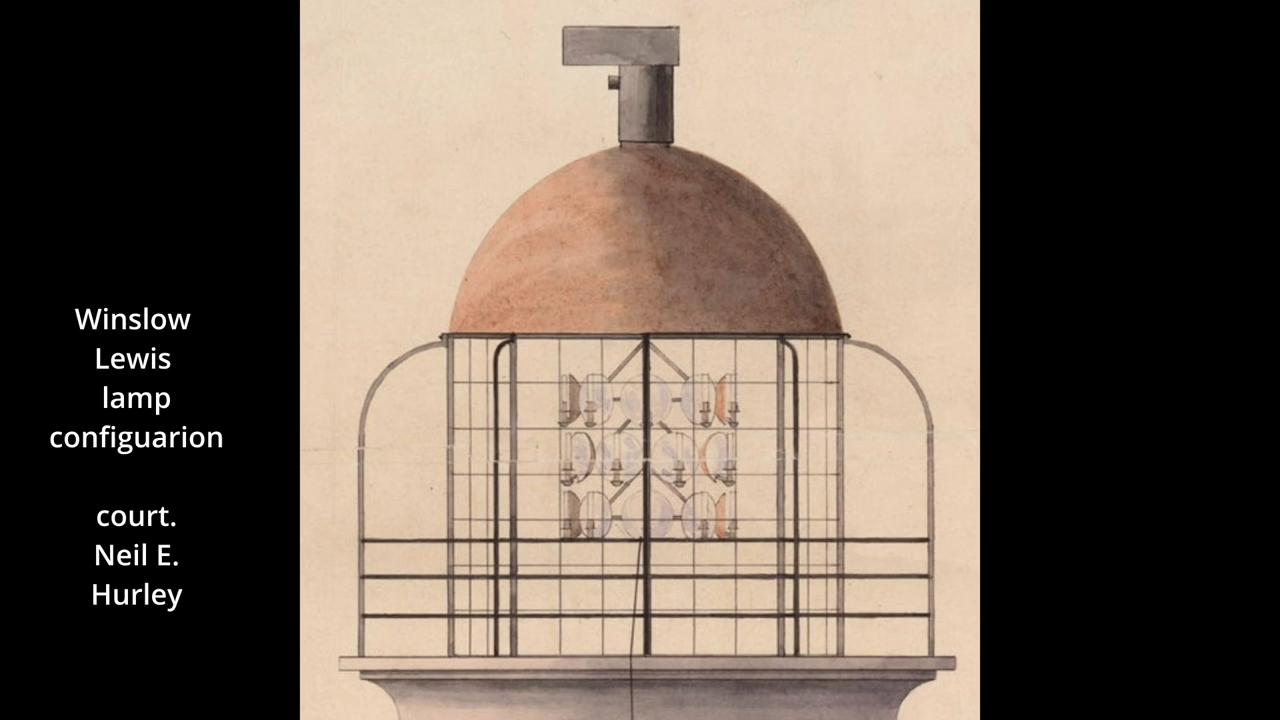 Winslow
Lewis
lamp
configuarion
court.
Neil E.
Hurley